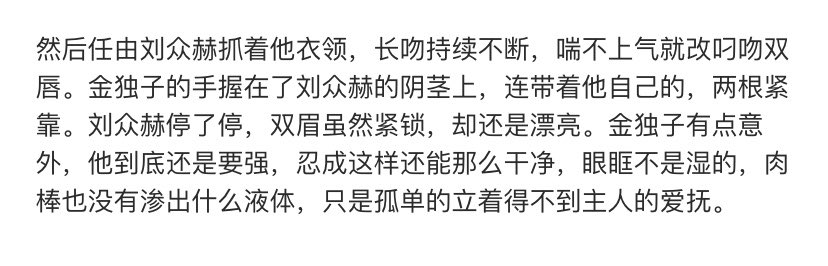 然后任由刘众赫抓着他衣领，长吻持续不断，喘不上气就改叼吻双
唇。金独子的手握在了刘众赫的阴茎上，连带着他自己的，两根紧
靠。刘众赫停了停，双眉虽然紧锁，却还是漂亮。金独子有点意
外，他到底还是要强，忍成这样还能那么干净，眼眶不是湿的，肉
棒也没有渗出什么液体，只是孤单的立着得不到主人的爱抚。